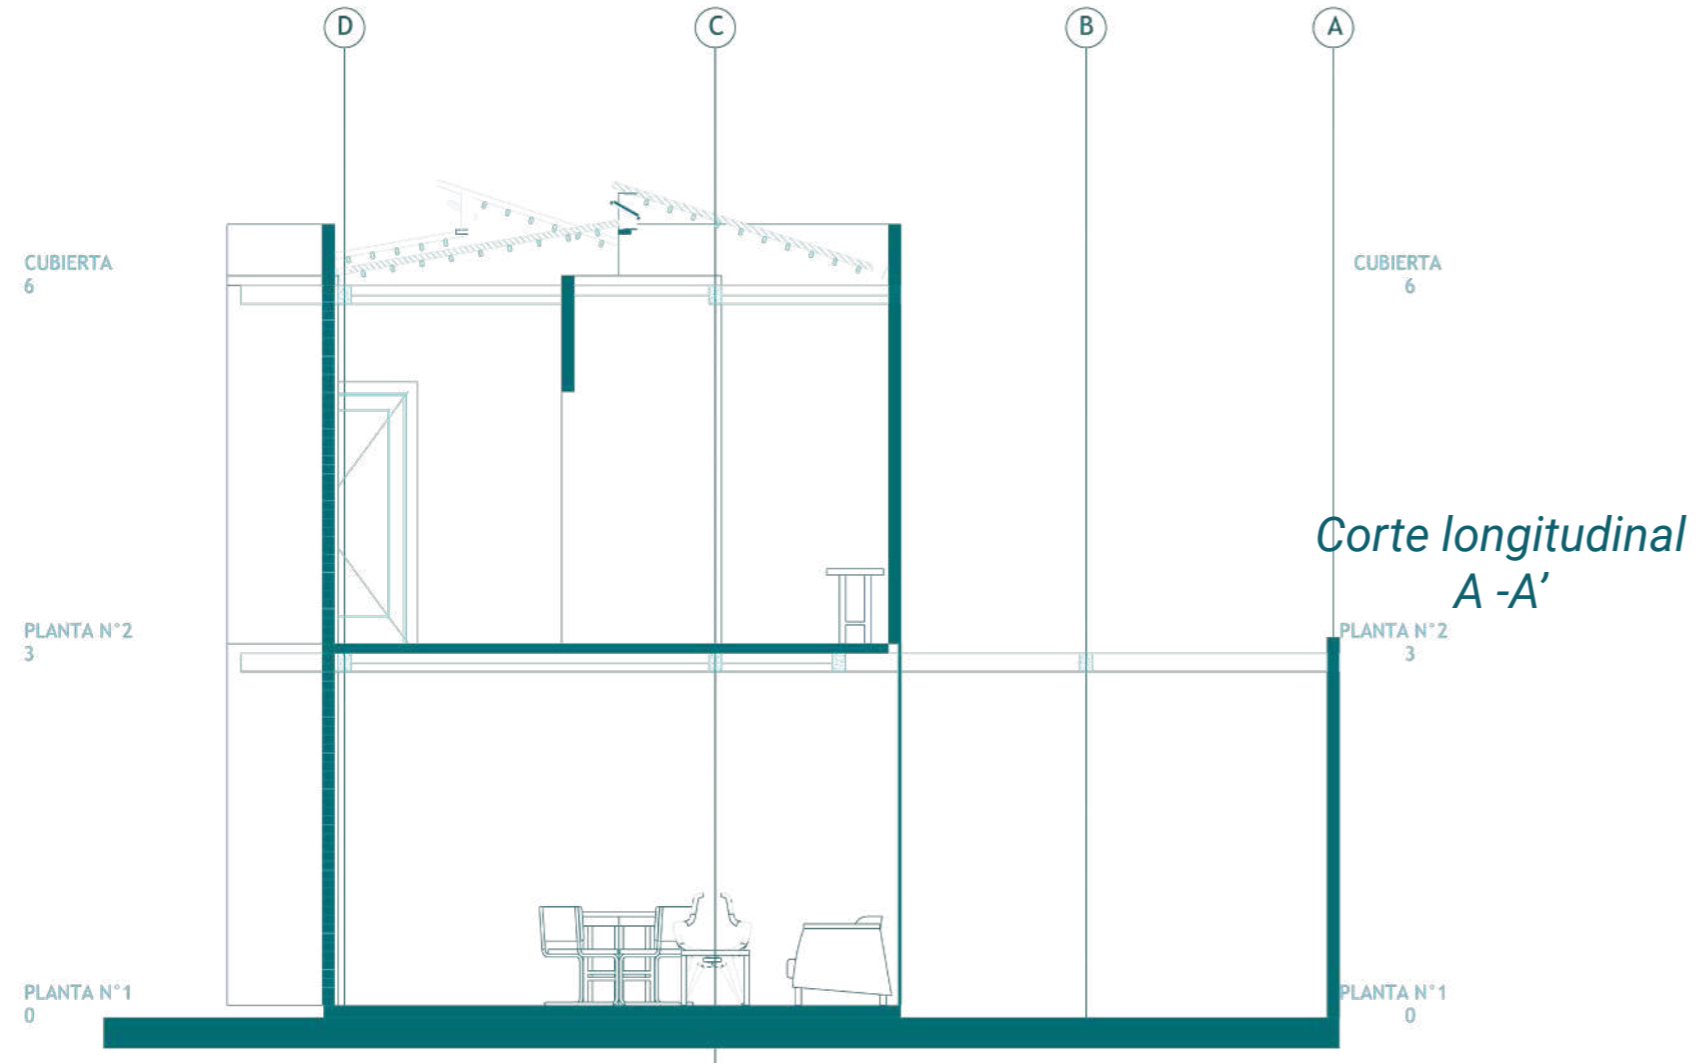 D C B A
CUBIERTA
6
CUBIERTA
6
Corte longitudinal
A -A’
PLANTA N°2
3
PLANTA N°2
3
PLANTA N°1
0
PLANTA N°1
0